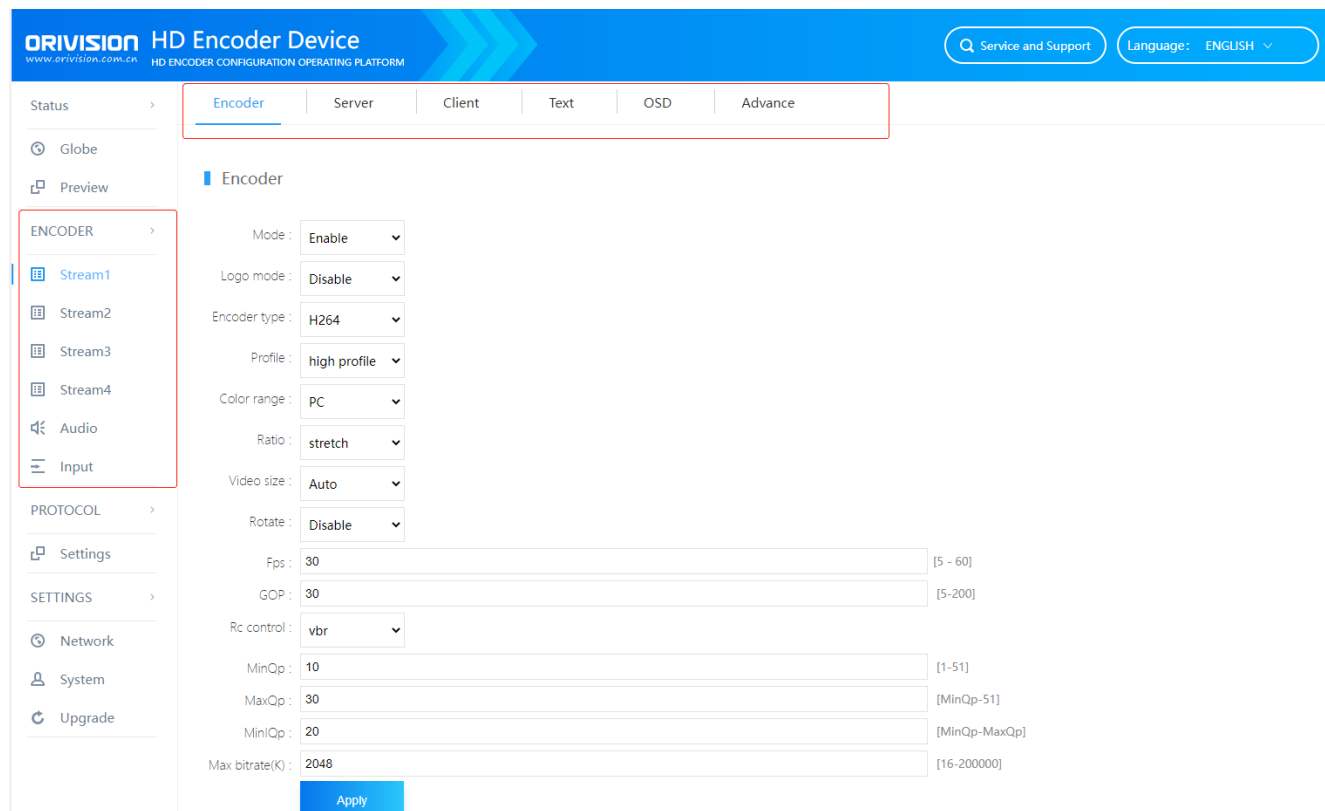 ORIVISION HD Encoder Device
www.orivision.com.cn HD ENCODER CONFIGURATION OPERATING PLATFORM
Service and Support
Language: ENGLISH
Status
Globe
Preview
ENCODER
Stream1
Stream2
Stream3
Stream4
Audio
Input
PROTOCOL
Settings
SETTINGS
Network
System
Upgrade
Encoder Server Client Text OSD Advance
Encoder
Mode : Enable
Logo mode : Disable
Encoder type : H264
Profile : high profile
Color range : PC
Ratio : stretch
Video size : Auto
Rotate : Disable
Fps : 30 [5 - 60]
GOP : 30 [5-200]
Rc control : vbr
MinQp : 10 [1-51]
MaxQp : 30 [MinQp-51]
MinIQp : 20 [MinQp-MaxQp]
Max bitrate(K) : 2048 [16-200000]
Apply